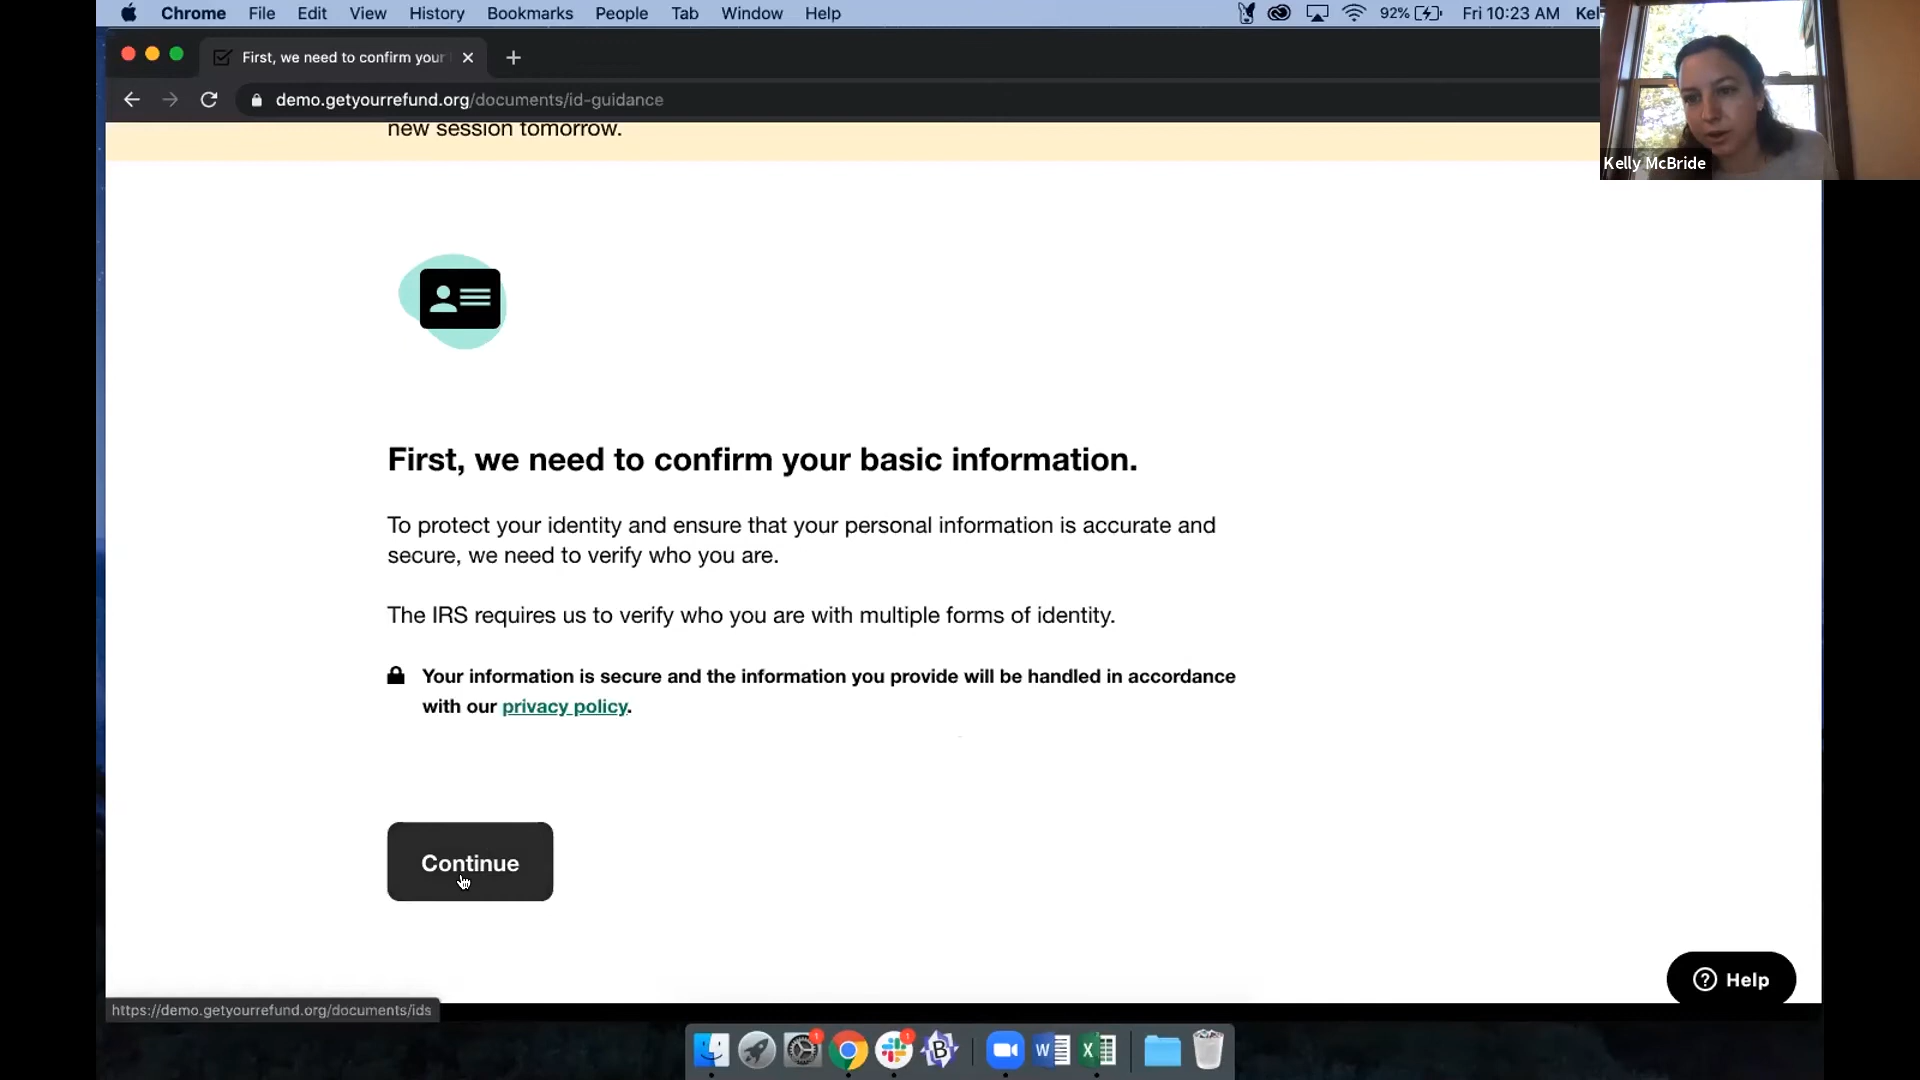 Chrome File Edit View History Bookmarks People Tab Window Help 92% Fri 10:23 AM Kel
First, we need to confirm your
demo.getyourrefund.org/documents/id-guidance
Kelly McBride
new session tomorrow.
First, we need to confirm your basic information.
To protect your identity and ensure that your personal information is accurate and
secure, we need to verify who you are.
The IRS requires us to verify who you are with multiple forms of identity.
Your information is secure and the information you provide will be handled in accordance
with our privacy policy.
Continue
? Help
https://demo.getyourrefund.org/documents/ids
1 1 B W X